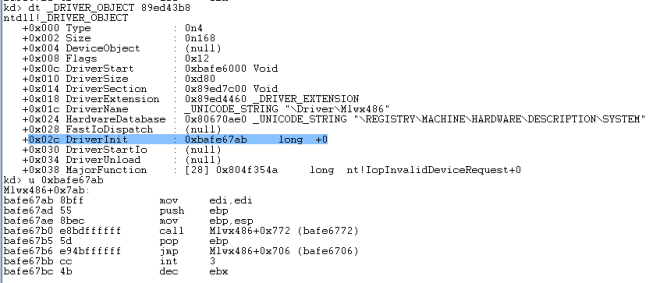 kd> dt _DRIVER_OBJECT 89ed43b8
ntdll!_DRIVER_OBJECT
+0x000 Type : 0n4
+0x002 Size : 0n168
+0x004 DeviceObject : (null)
+0x008 Flags : 0x12
+0x00c DriverStart : 0xbafe6000 Void
+0x010 DriverSize : 0xd80
+0x014 DriverSection : 0x89ed7c00 Void
+0x018 DriverExtension : 0x89ed4460 _DRIVER_EXTENSION
+0x01c DriverName : _UNICODE_STRING "\Driver\Mlvx486"
+0x024 HardwareDatabase : 0x80670ae0 _UNICODE_STRING "\REGISTRY\MACHINE\HARDWARE\DESCRIPTION\SYSTEM"
+0x028 FastIoDispatch : (null)
+0x02c DriverInit : 0xbafe67ab long +0
+0x030 DriverStartIo : (null)
+0x034 DriverUnload : (null)
+0x038 MajorFunction : [28] 0x804f354a long nt!IopInvalidDeviceRequest+0
kd> u 0xbafe67ab
Mlvx486+0x7ab:
bafe67ab 8bff mov edi,edi
bafe67ad 55 push ebp
bafe67ae 8bec mov ebp,esp
bafe67b0 e8bdffffff call Mlvx486+0x772 (bafe6772)
bafe67b5 5d pop ebp
bafe67b6 e94bffffff jmp Mlvx486+0x706 (bafe6706)
bafe67bb cc int 3
bafe67bc 4b dec ebx